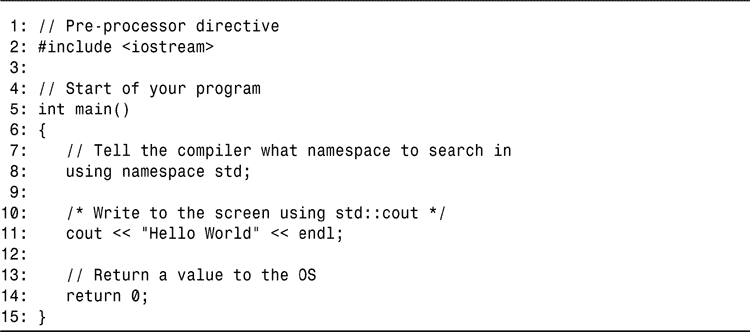 1: // Pre-processor directive
2: #include <iostream>
3:
4: // Start of your program
5: int main()
6: {
7:    // Tell the compiler what namespace to search in
8:    using namespace std;
9:
10:    /* Write to the screen using std::cout */
11:    cout << "Hello World" << endl;
12:
13:    // Return a value to the OS
14:    return 0;
15: }